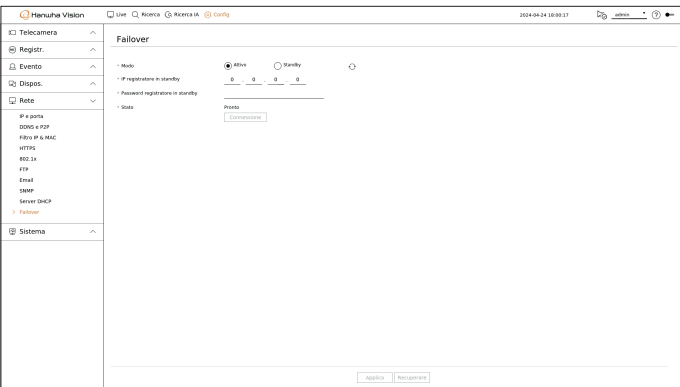 Hanwha Vision
Live Ricerca Ricerca IA Config
2024-04-24 18:00:17
admin
?
Telecamera
Registr.
Evento
Dispos.
Rete
IP e porta
DDNS e P2P
Filtro IP & MAC
HTTPS
802.1x
FTP
Email
SNMP
Server DHCP
> Failover
Sistema
Failover
Modo Attivo Standby
IP registratore in standby 0 . 0 . 0 . 0
Password registratore in standby
Stato Pronto
Connessione
Applica Recuperare